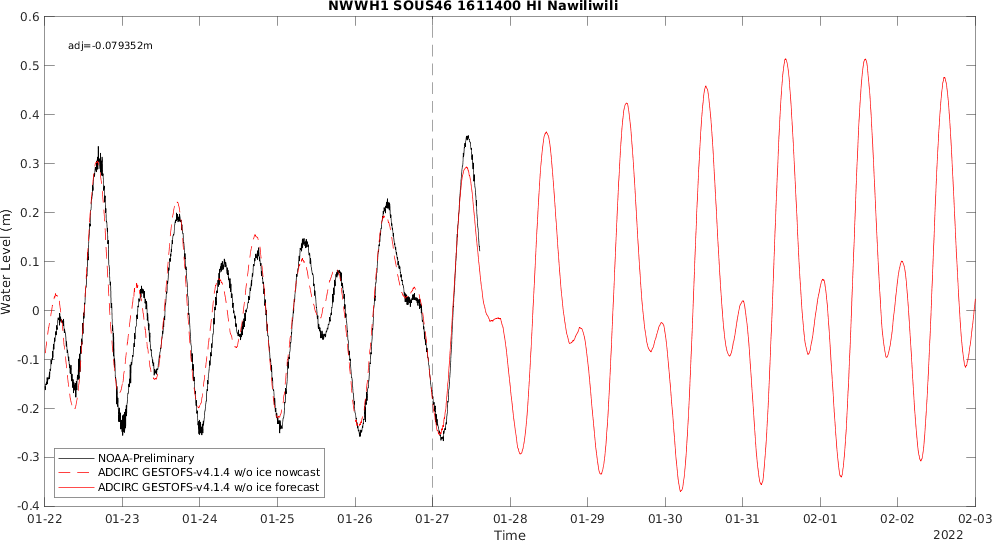 NWWH1 SOUS46 1611400 HI Nawiliwili
adj=-0.079352m
Water Level (m)
0.6
0.5
0.4
0.3
0.2
0.1
0
-0.1
-0.2
-0.3
-0.4
NOAA-Preliminary
ADCIRC GESTOFS-v4.1.4 w/o ice nowcast
ADCIRC GESTOFS-v4.1.4 w/o ice forecast
01-22 01-23 01-24 01-25 01-26 01-27 01-28 01-29 01-30 01-31 02-01 02-02 02-03
Time
2022